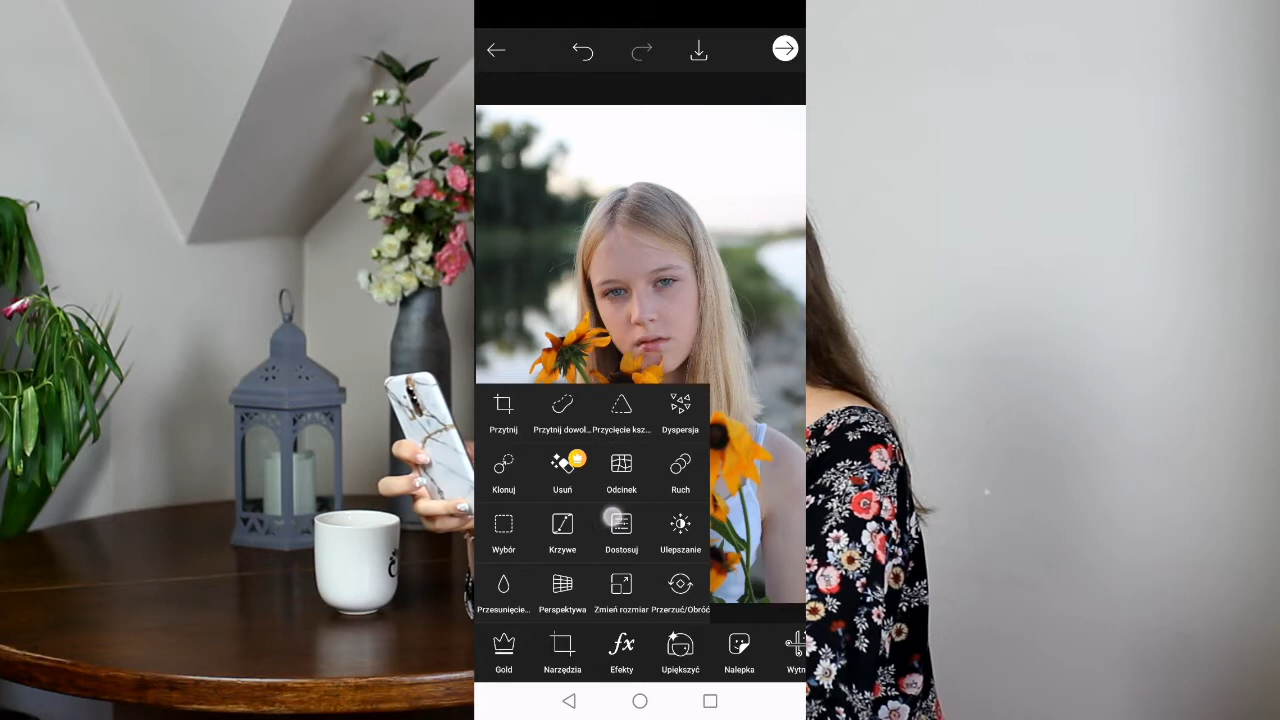 Przytnij Przytnij dowol... Przycięcie ksz... Dyspersja
Klonuj Usuń Odcinek Ruch
Wybór Krzywe Dostosuj Ulepszanie
Przesunięcie... Perspektywa Zmień rozmiar Przerzuć/Obróć
Gold Narzędzia Efekty Upiększyć Nalepka Wytn